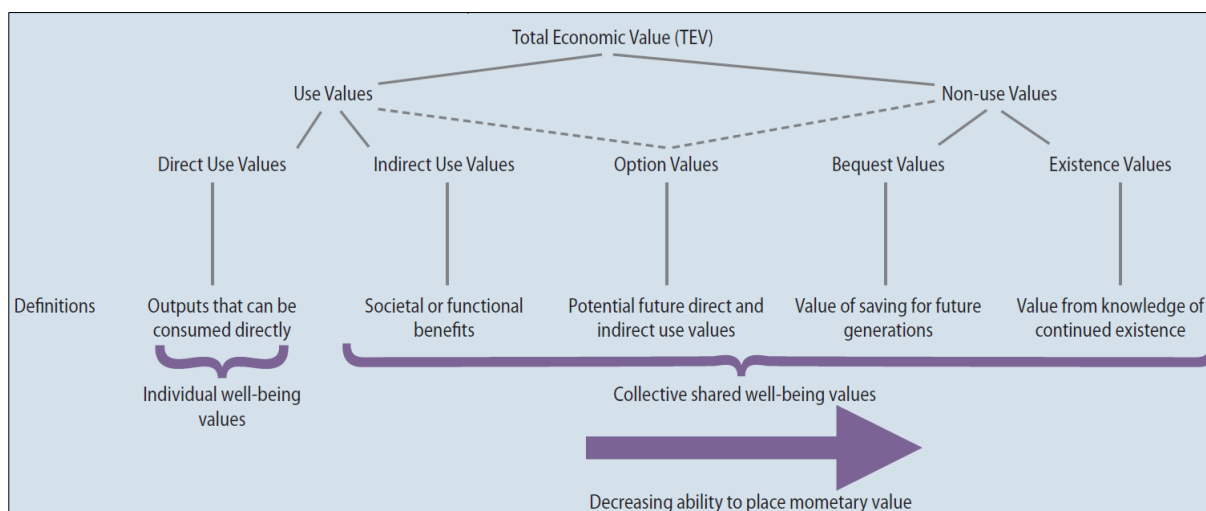 Total Economic Value (TEV)
Use Values
Non-use Values
Direct Use Values
Indirect Use Values
Option Values
Bequest Values
Existence Values
Definitions
Outputs that can be
consumed directly
Societal or functional
benefits
Potential future direct and
indirect use values
Value of saving for future
generations
Value from knowledge of
continued existence
Individual well-being
values
Collective shared well-being values
Decreasing ability to place mometary value